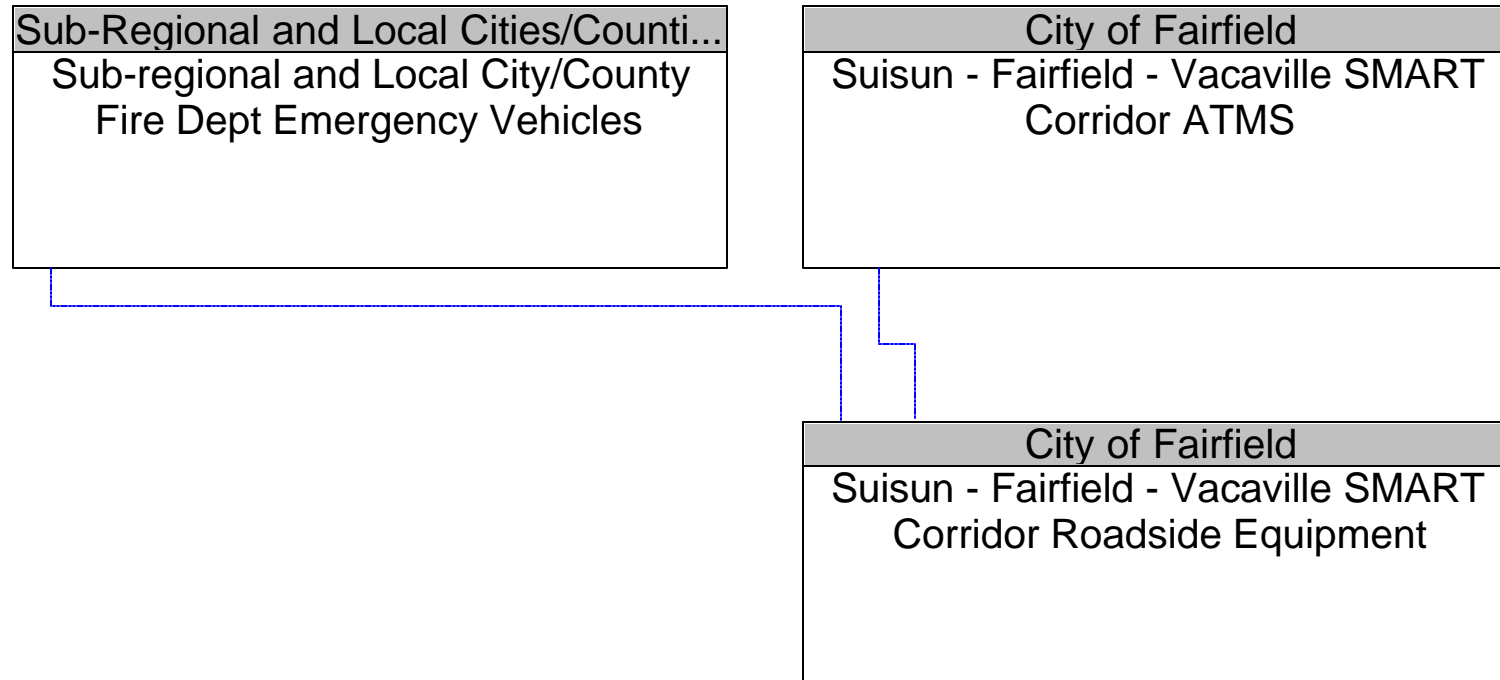 Sub-Regional and Local Cities/Counti...
Sub-regional and Local City/County
Fire Dept Emergency Vehicles
City of Fairfield
Suisun - Fairfield - Vacaville SMART
Corridor ATMS
City of Fairfield
Suisun - Fairfield - Vacaville SMART
Corridor Roadside Equipment